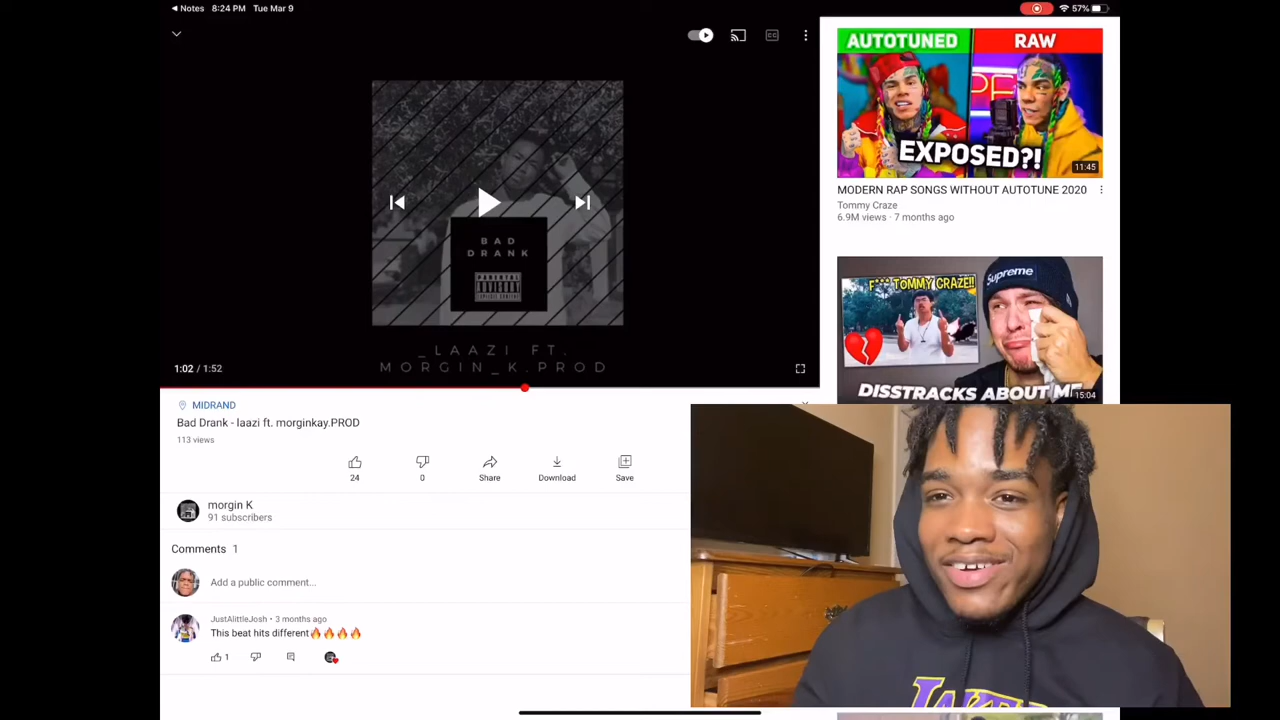 Notes 8:24 PM Tue Mar 9
57%
CC
BAD
DRANK
PARENTAL
ADVISORY
EXPLICIT CONTENT
_LAAZI FT.
MORGIN_K.PROD
1:02 / 1:52
MIDRAND
Bad Drank - laazi ft. morginkay.PROD
113 views
24
0
Share
Download
Save
morgin K
91 subscribers
Comments 1
Add a public comment...
JustAlittleJosh • 3 months ago
This beat hits different🔥🔥🔥🔥
1
AUTOTUNED
RAW
EXPOSED?!
11:45
MODERN RAP SONGS WITHOUT AUTOTUNE 2020
Tommy Craze
6.9M views · 7 months ago
Supreme
F*** TOMMY CRAZE!!
DISSTRACKS ABOUT ME
15:04